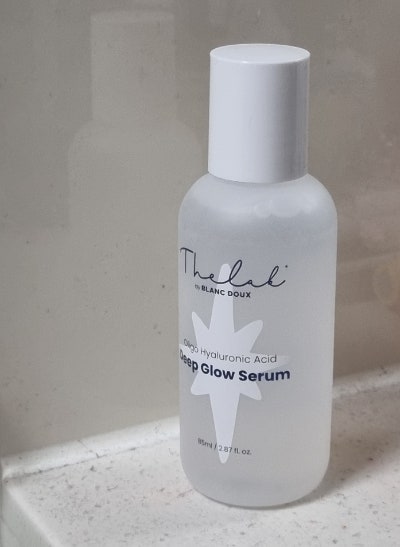 Thelab®
by BLANC DOUX
Oligo Hyaluronic Acid
Deep Glow Serum
85ml / 2.87 fl. oz.